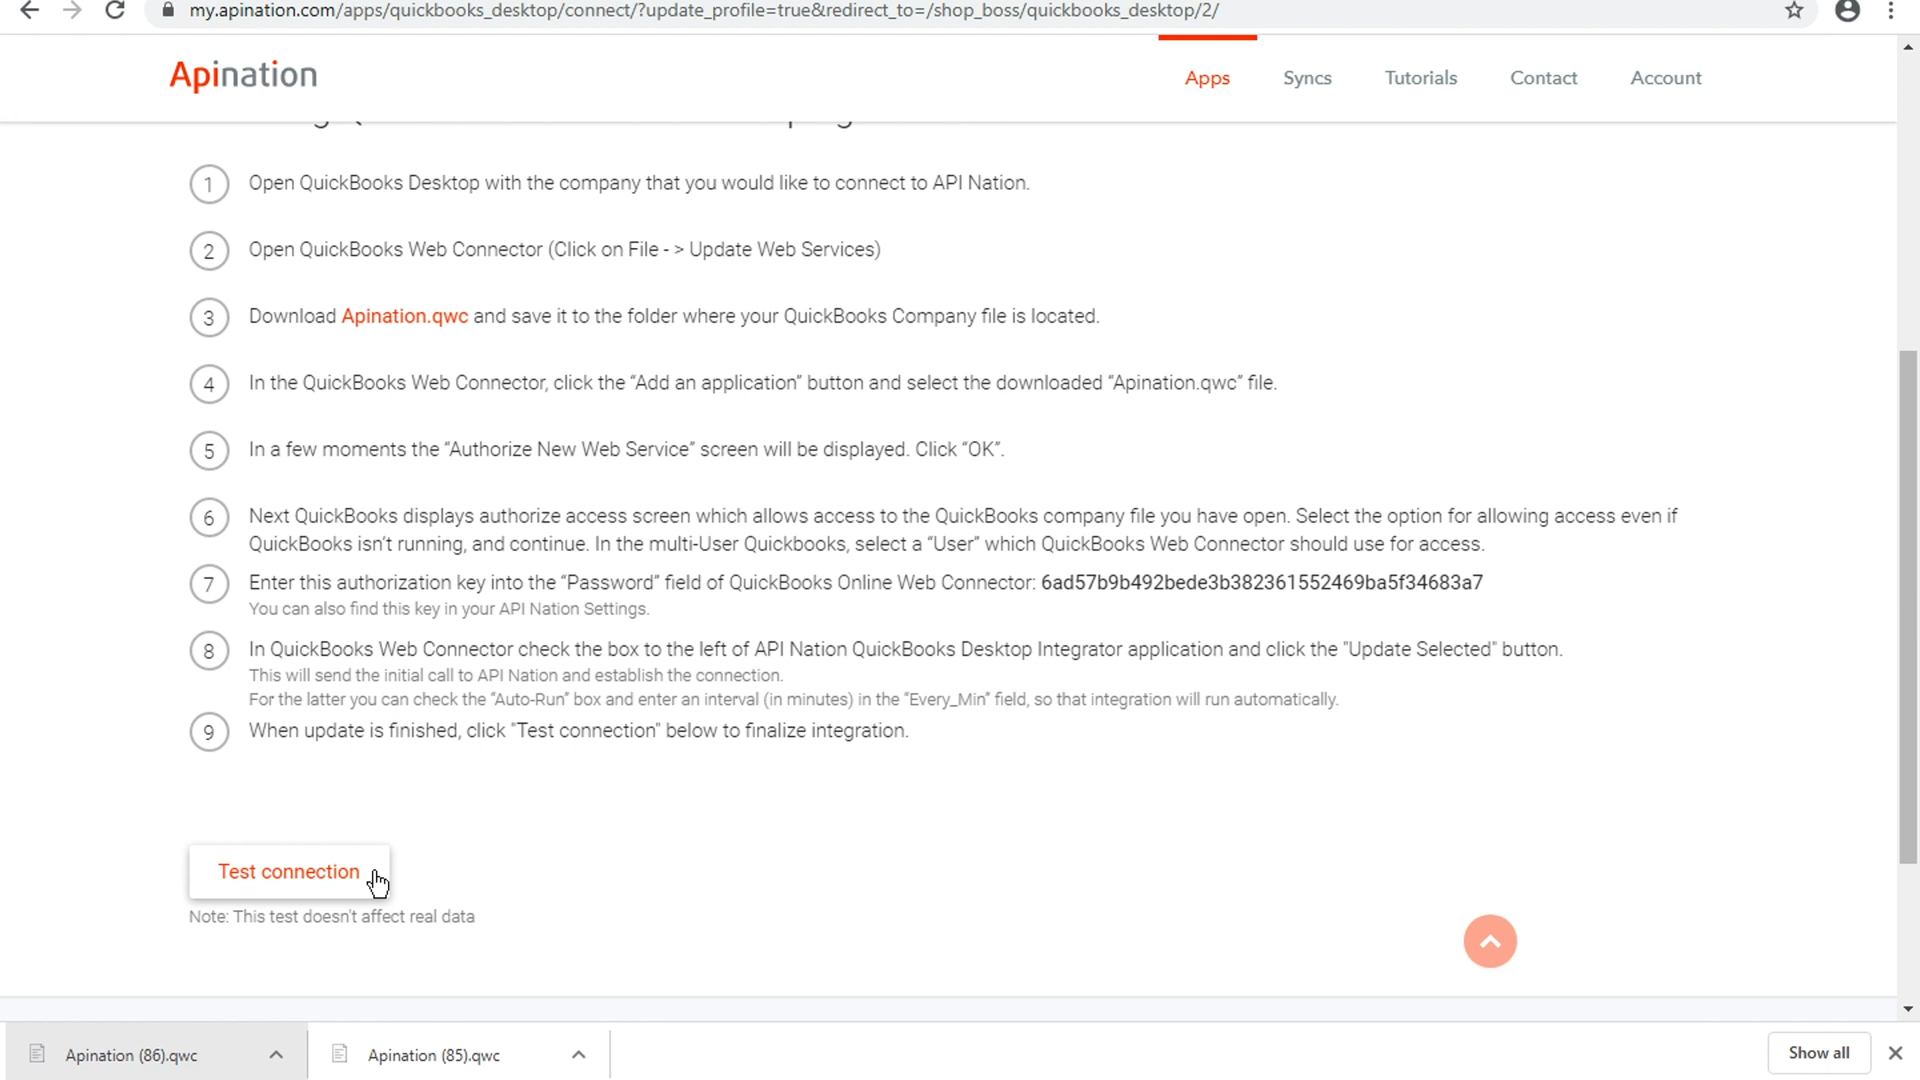 my.apination.com/apps/quickbooks_desktop/connect/?update_profile=true&redirect_to=/shop_boss/quickbooks_desktop/2/
Apination
Apps
Syncs
Tutorials
Contact
Account
1 Open QuickBooks Desktop with the company that you would like to connect to API Nation.
2 Open QuickBooks Web Connector (Click on File - > Update Web Services)
3 Download Apination.qwc and save it to the folder where your QuickBooks Company file is located.
4 In the QuickBooks Web Connector, click the “Add an application” button and select the downloaded “Apination.qwc” file.
5 In a few moments the “Authorize New Web Service” screen will be displayed. Click “OK”.
6 Next QuickBooks displays authorize access screen which allows access to the QuickBooks company file you have open. Select the option for allowing access even if
QuickBooks isn’t running, and continue. In the multi-User Quickbooks, select a “User” which QuickBooks Web Connector should use for access.
7 Enter this authorization key into the “Password” field of QuickBooks Online Web Connector: 6ad57b9b492bede3b382361552469ba5f34683a7
You can also find this key in your API Nation Settings.
8 In QuickBooks Web Connector check the box to the left of API Nation QuickBooks Desktop Integrator application and click the "Update Selected" button.
This will send the initial call to API Nation and establish the connection.
For the latter you can check the “Auto-Run” box and enter an interval (in minutes) in the “Every_Min” field, so that integration will run automatically.
9 When update is finished, click "Test connection" below to finalize integration.
Test connection
Note: This test doesn't affect real data
Apination (86).qwc
Apination (85).qwc
Show all